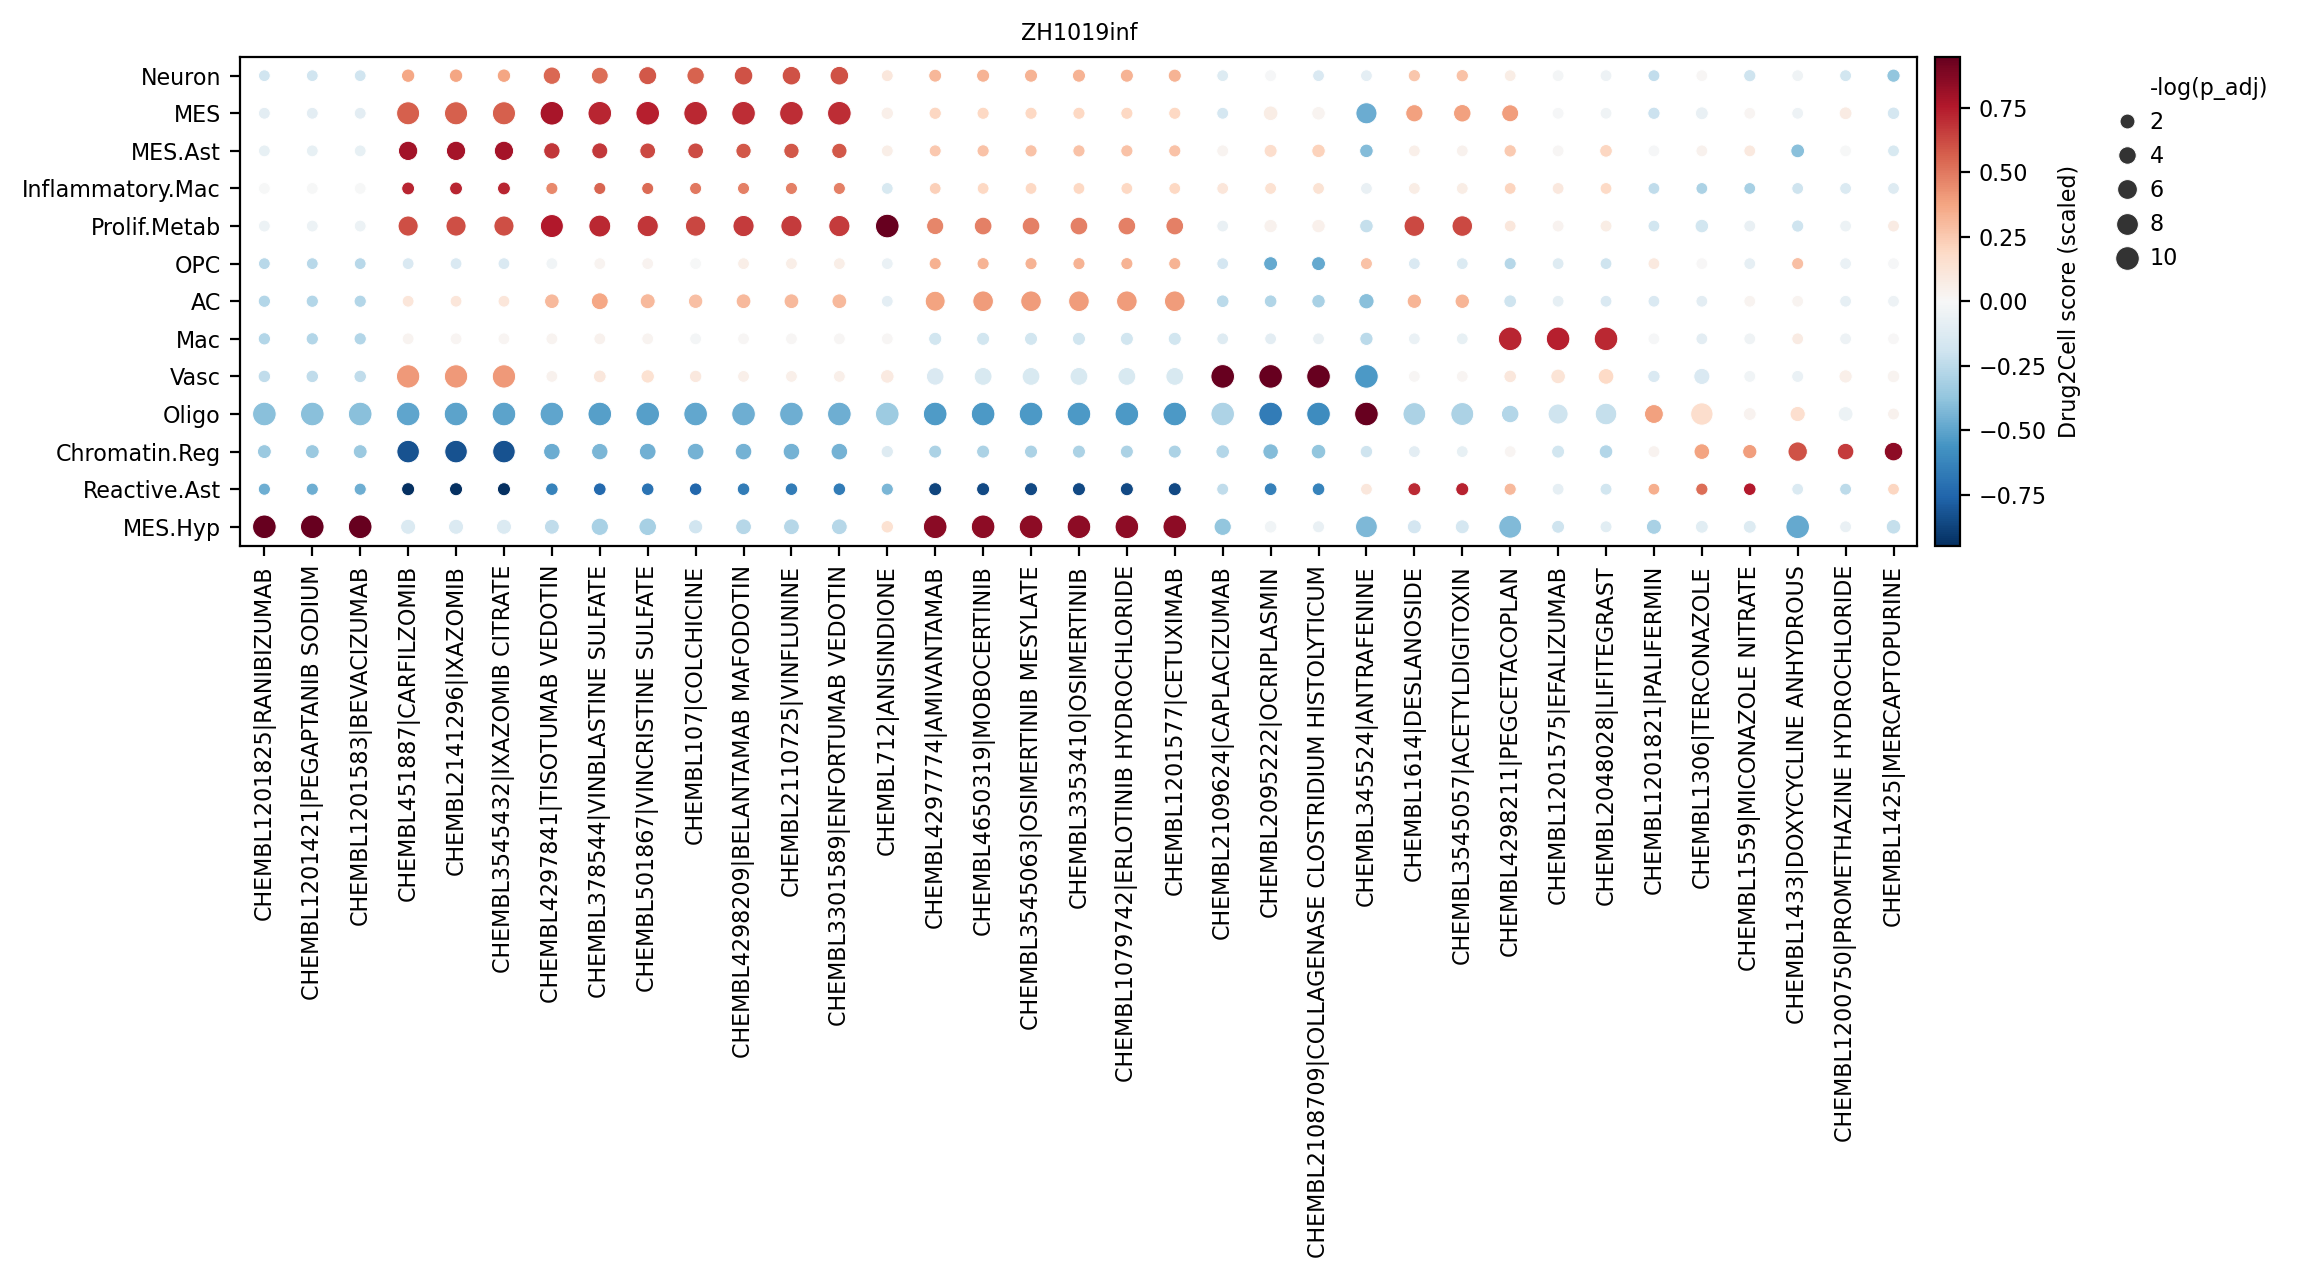 ZH1019inf
Neuron
MES
MES.Ast
Inflammatory.Mac
Prolif.Metab
OPC
AC
Mac
Vasc
Oligo
Chromatin.Reg
Reactive.Ast
MES.Hyp
CHEMBL1201825|RANIBIZUMAB
CHEMBL1201421|PEGAPTANIB SODIUM
CHEMBL1201583|BEVACIZUMAB
CHEMBL451887|CARFILZOMIB
CHEMBL2141296|IXAZOMIB
CHEMBL3545432|IXAZOMIB CITRATE
CHEMBL4297841|TISOTUMAB VEDOTIN
CHEMBL378544|VINBLASTINE SULFATE
CHEMBL501867|VINCRISTINE SULFATE
CHEMBL107|COLCHICINE
CHEMBL4298209|BELANTAMAB MAFODOTIN
CHEMBL2110725|VINFLUNINE
CHEMBL3301589|ENFORTUMAB VEDOTIN
CHEMBL712|ANISINDIONE
CHEMBL4297774|AMIVANTAMAB
CHEMBL4650319|MOBOCERTINIB
CHEMBL3545063|OSIMERTINIB MESYLATE
CHEMBL3353410|OSIMERTINIB
CHEMBL1079742|ERLOTINIB HYDROCHLORIDE
CHEMBL1201577|CETUXIMAB
CHEMBL2109624|CAPLACIZUMAB
CHEMBL2095222|OCRIPLASMIN
CHEMBL2108709|COLLAGENASE CLOSTRIDIUM HISTOLYTICUM
CHEMBL345524|ANTRAFENINE
CHEMBL1614|DESLANOSIDE
CHEMBL3545057|ACETYLDIGITOXIN
CHEMBL4298211|PEGCETACOPLAN
CHEMBL1201575|EFALIZUMAB
CHEMBL2048028|LIFITEGRAST
CHEMBL1201821|PALIFERMIN
CHEMBL1306|TERCONAZOLE
CHEMBL1559|MICONAZOLE NITRATE
CHEMBL1433|DOXYCYCLINE ANHYDROUS
CHEMBL1200750|PROMETHAZINE HYDROCHLORIDE
CHEMBL1425|MERCAPTOPURINE
0.75
0.50
0.25
0.00
−0.25
−0.50
−0.75
Drug2Cell score (scaled)
-log(p_adj)
2
4
6
8
10